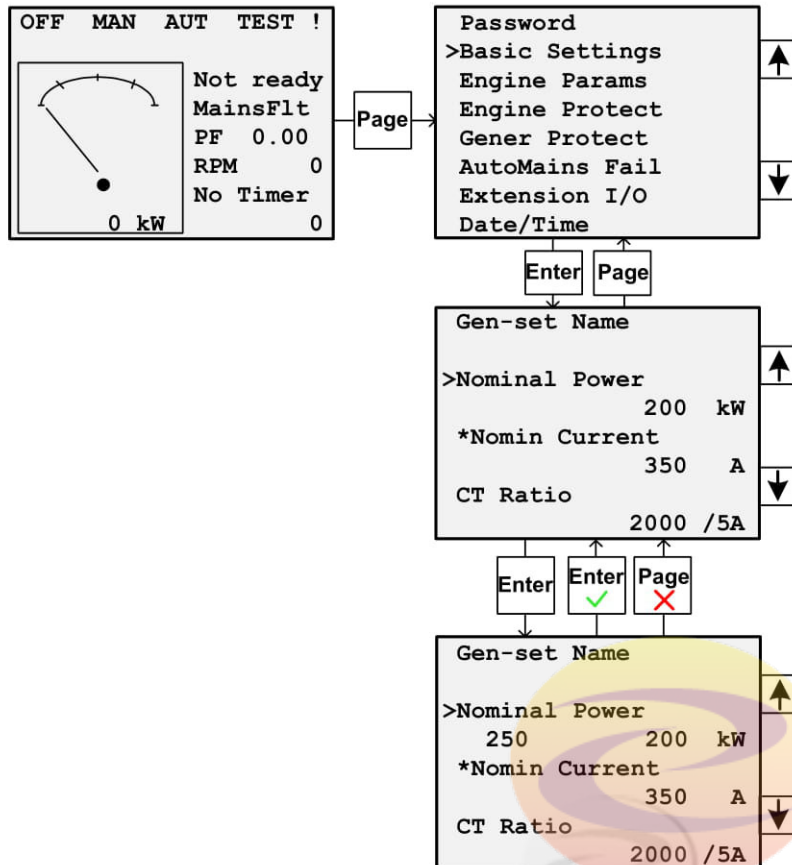 OFF MAN AUT TEST !
Not ready
MainsFlt
PF 0.00
RPM 0
No Timer
0 kW 0
Page
Password
>Basic Settings
Engine Params
Engine Protect
Gener Protect
AutoMains Fail
Extension I/O
Date/Time
Enter Page
Gen-set Name
>Nominal Power
200 kW
*Nomin Current
350 A
CT Ratio
2000 /5A
Enter Enter Page
Gen-set Name
>Nominal Power
250 200 kW
*Nomin Current
350 A
CT Ratio
2000 /5A